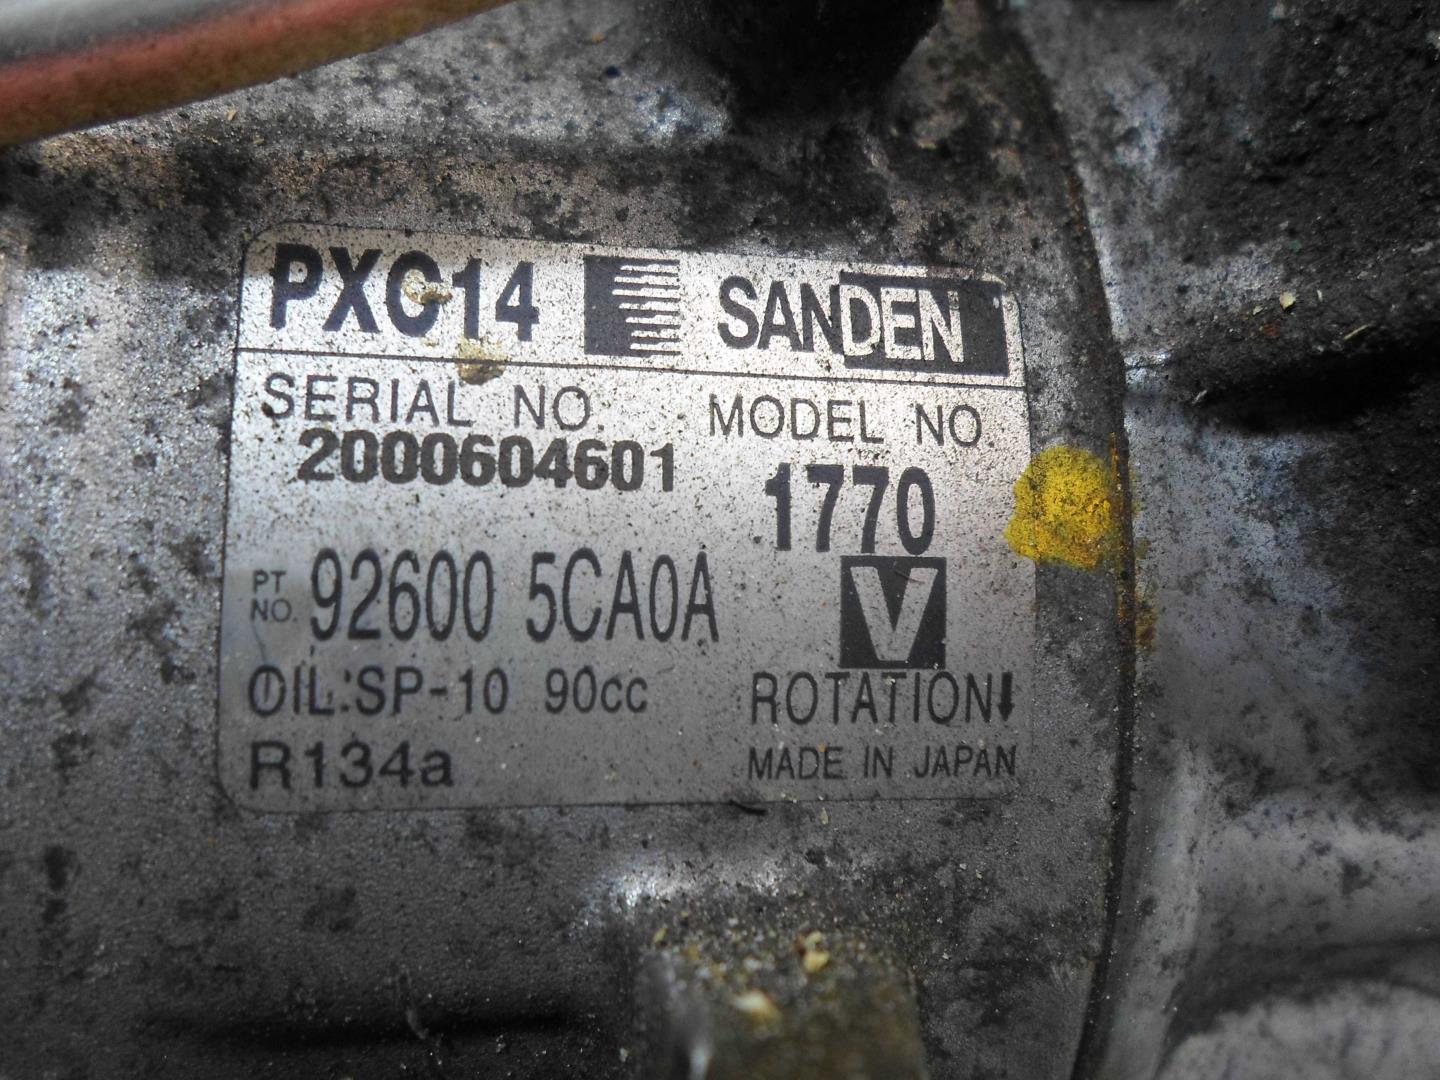 PXC14 SANDEN
SERIAL NO. MODEL NO.
2000604601 1770
PT NO. 92600 5CA0A
V
OIL:SP-10 90cc ROTATION↓
R134a MADE IN JAPAN